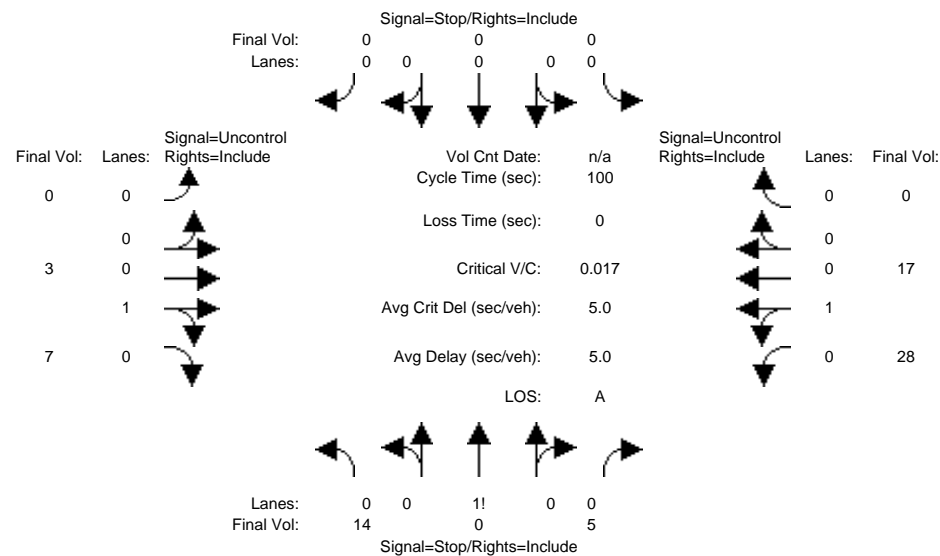 Signal=Stop/Rights=Include
Final Vol: 0 0 0
Lanes: 0 0 0 0 0
Signal=Uncontrol Signal=Uncontrol
Final Vol: Lanes: Rights=Include Vol Cnt Date: n/a Rights=Include Lanes: Final Vol:
Cycle Time (sec): 100
0 0 0 0
Loss Time (sec): 0
0 0
3 0 Critical V/C: 0.017 0 17
1 Avg Crit Del (sec/veh): 5.0 1
7 0 Avg Delay (sec/veh): 5.0 0 28
LOS: A
Lanes: 0 0 1! 0 0
Final Vol: 14 0 5
Signal=Stop/Rights=Include